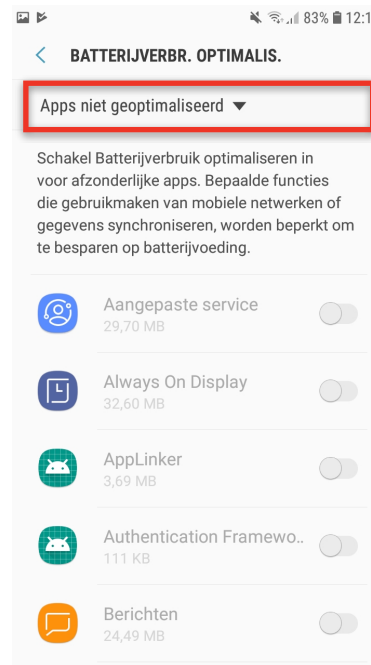 83% 12:1
BATTERIJVERBR. OPTIMALIS.
Apps niet geoptimaliseerd
Schakel Batterijverbruik optimaliseren in
voor afzonderlijke apps. Bepaalde functies
die gebruikmaken van mobiele netwerken of
gegevens synchroniseren, worden beperkt om
te besparen op batterijvoeding.
Aangepaste service
29,70 MB
Always On Display
32,60 MB
AppLinker
3,69 MB
Authentication Framewo..
111 KB
Berichten
24,49 MB